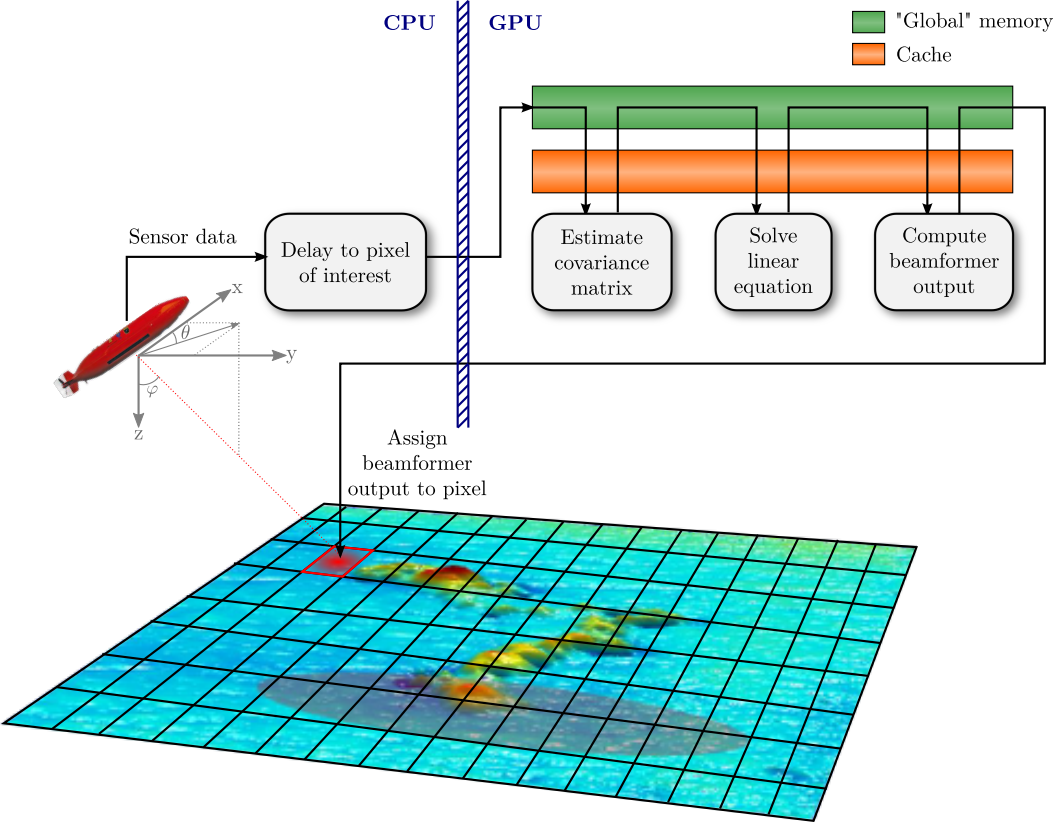 CPU
GPU
"Global" memory
Cache
Sensor data
Delay to pixel
of interest
Estimate
covariance
matrix
Solve
linear
equation
Compute
beamformer
output
x
θ
y
φ
z
Assign
beamformer
output to pixel